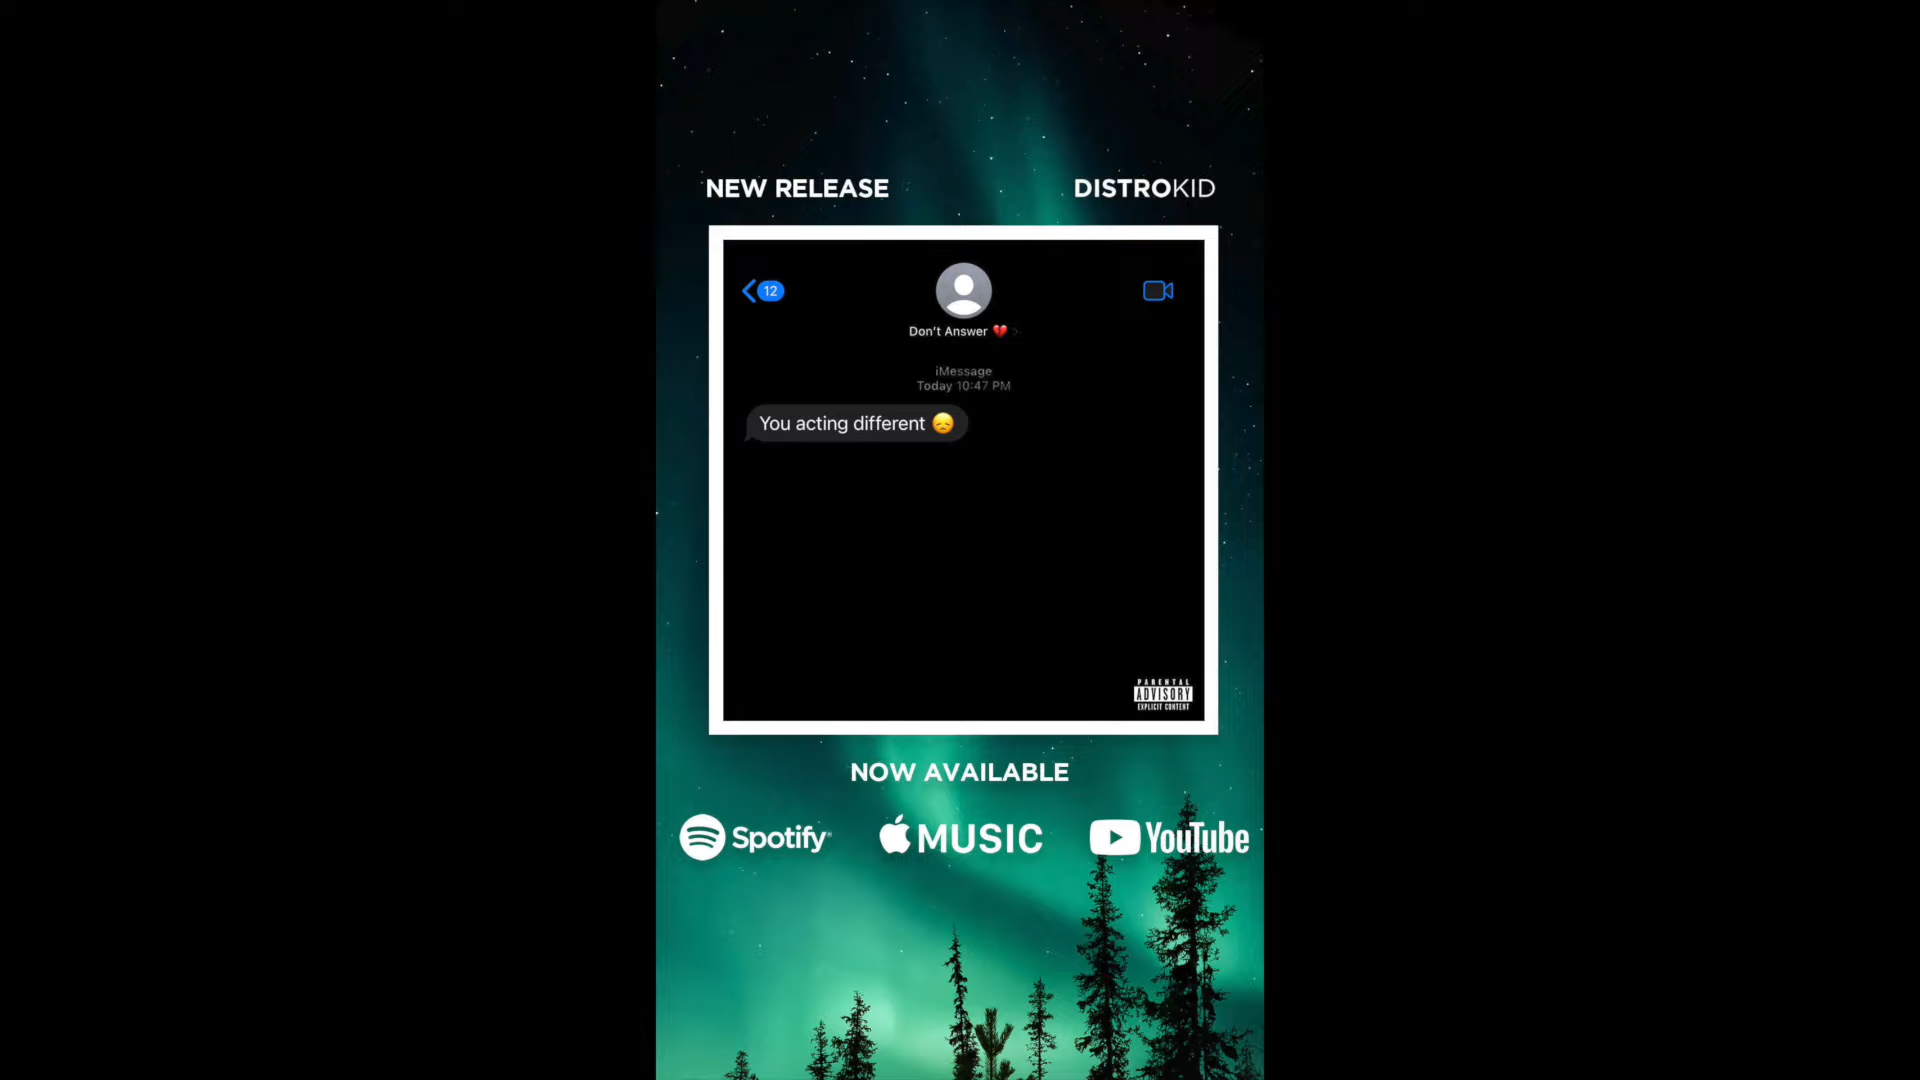 NEW RELEASE
DISTROKID
12
Don't Answer 💔
iMessage
Today 10:47 PM
You acting different 😞
PARENTAL
ADVISORY
EXPLICIT CONTENT
NOW AVAILABLE
Spotify
MUSIC
YouTube